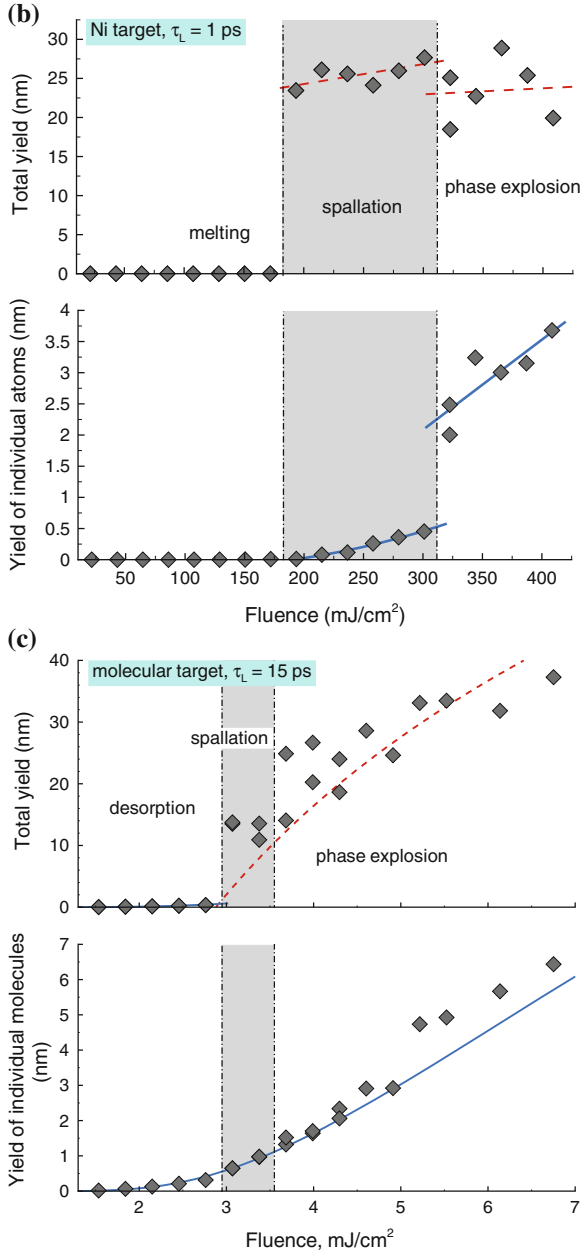 (b)
Ni target, τL = 1 ps
Total yield (nm)
35
30
25
20
15
10
5
0
melting
spallation
phase explosion
Yield of individual atoms (nm)
4
3.5
3
2.5
2
1.5
1
0.5
0
50 100 150 200 250 300 350 400
Fluence (mJ/cm²)
(c)
molecular target, τL = 15 ps
Total yield (nm)
40
30
20
10
0
spallation
desorption
phase explosion
Yield of individual molecules
(nm)
7
6
5
4
3
2
1
0
2 3 4 5 6 7
Fluence, mJ/cm²